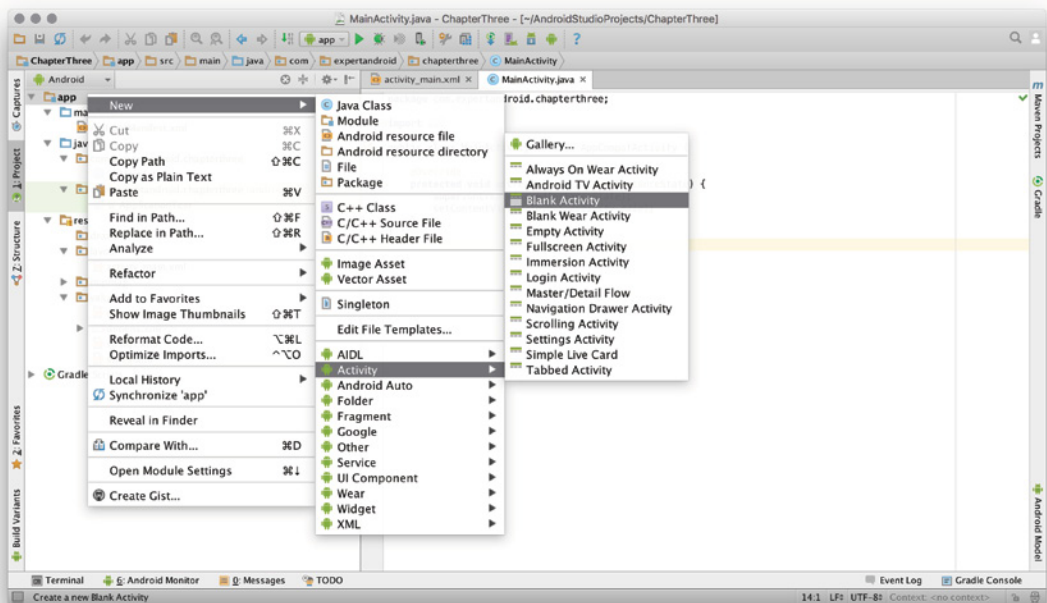 MainActivity.java - ChapterThree - [~/AndroidStudioProjects/ChapterThree]
app
ChapterThree app src main java com expertandroid chapterthree MainActivity
Android
activity_main.xml × MainActivity.java ×
Captures
1: Project
Z: Structure
2: Favorites
Build Variants
app
ma
jav
res
Gradle
New
Cut ⌘X
Copy ⌘C
Copy Path ⇧⌘C
Copy as Plain Text
Paste ⌘V
Find in Path... ⇧⌘F
Replace in Path... ⇧⌘R
Analyze
Refactor
Add to Favorites
Show Image Thumbnails ⇧⌘T
Reformat Code... ⌥⌘L
Optimize Imports... ^⌥O
Local History
Synchronize 'app'
Reveal in Finder
Compare With... ⌘D
Open Module Settings ⌘↓
Create Gist...
Java Class
Module
Android resource file
Android resource directory
File
Package
C++ Class
C/C++ Source File
C/C++ Header File
Image Asset
Vector Asset
Singleton
Edit File Templates...
AIDL
Activity
Android Auto
Folder
Fragment
Google
Other
Service
UI Component
Wear
Widget
XML
droid.chapterthree;
) {
Gallery...
Always On Wear Activity
Android TV Activity
Blank Activity
Blank Wear Activity
Empty Activity
Fullscreen Activity
Immersion Activity
Login Activity
Master/Detail Flow
Navigation Drawer Activity
Scrolling Activity
Settings Activity
Simple Live Card
Tabbed Activity
m Maven Projects
Gradle
Android Model
Terminal 6: Android Monitor 0: Messages TODO Event Log Gradle Console
Create a new Blank Activity 14:1 LF UTF-8 Context: <no context>